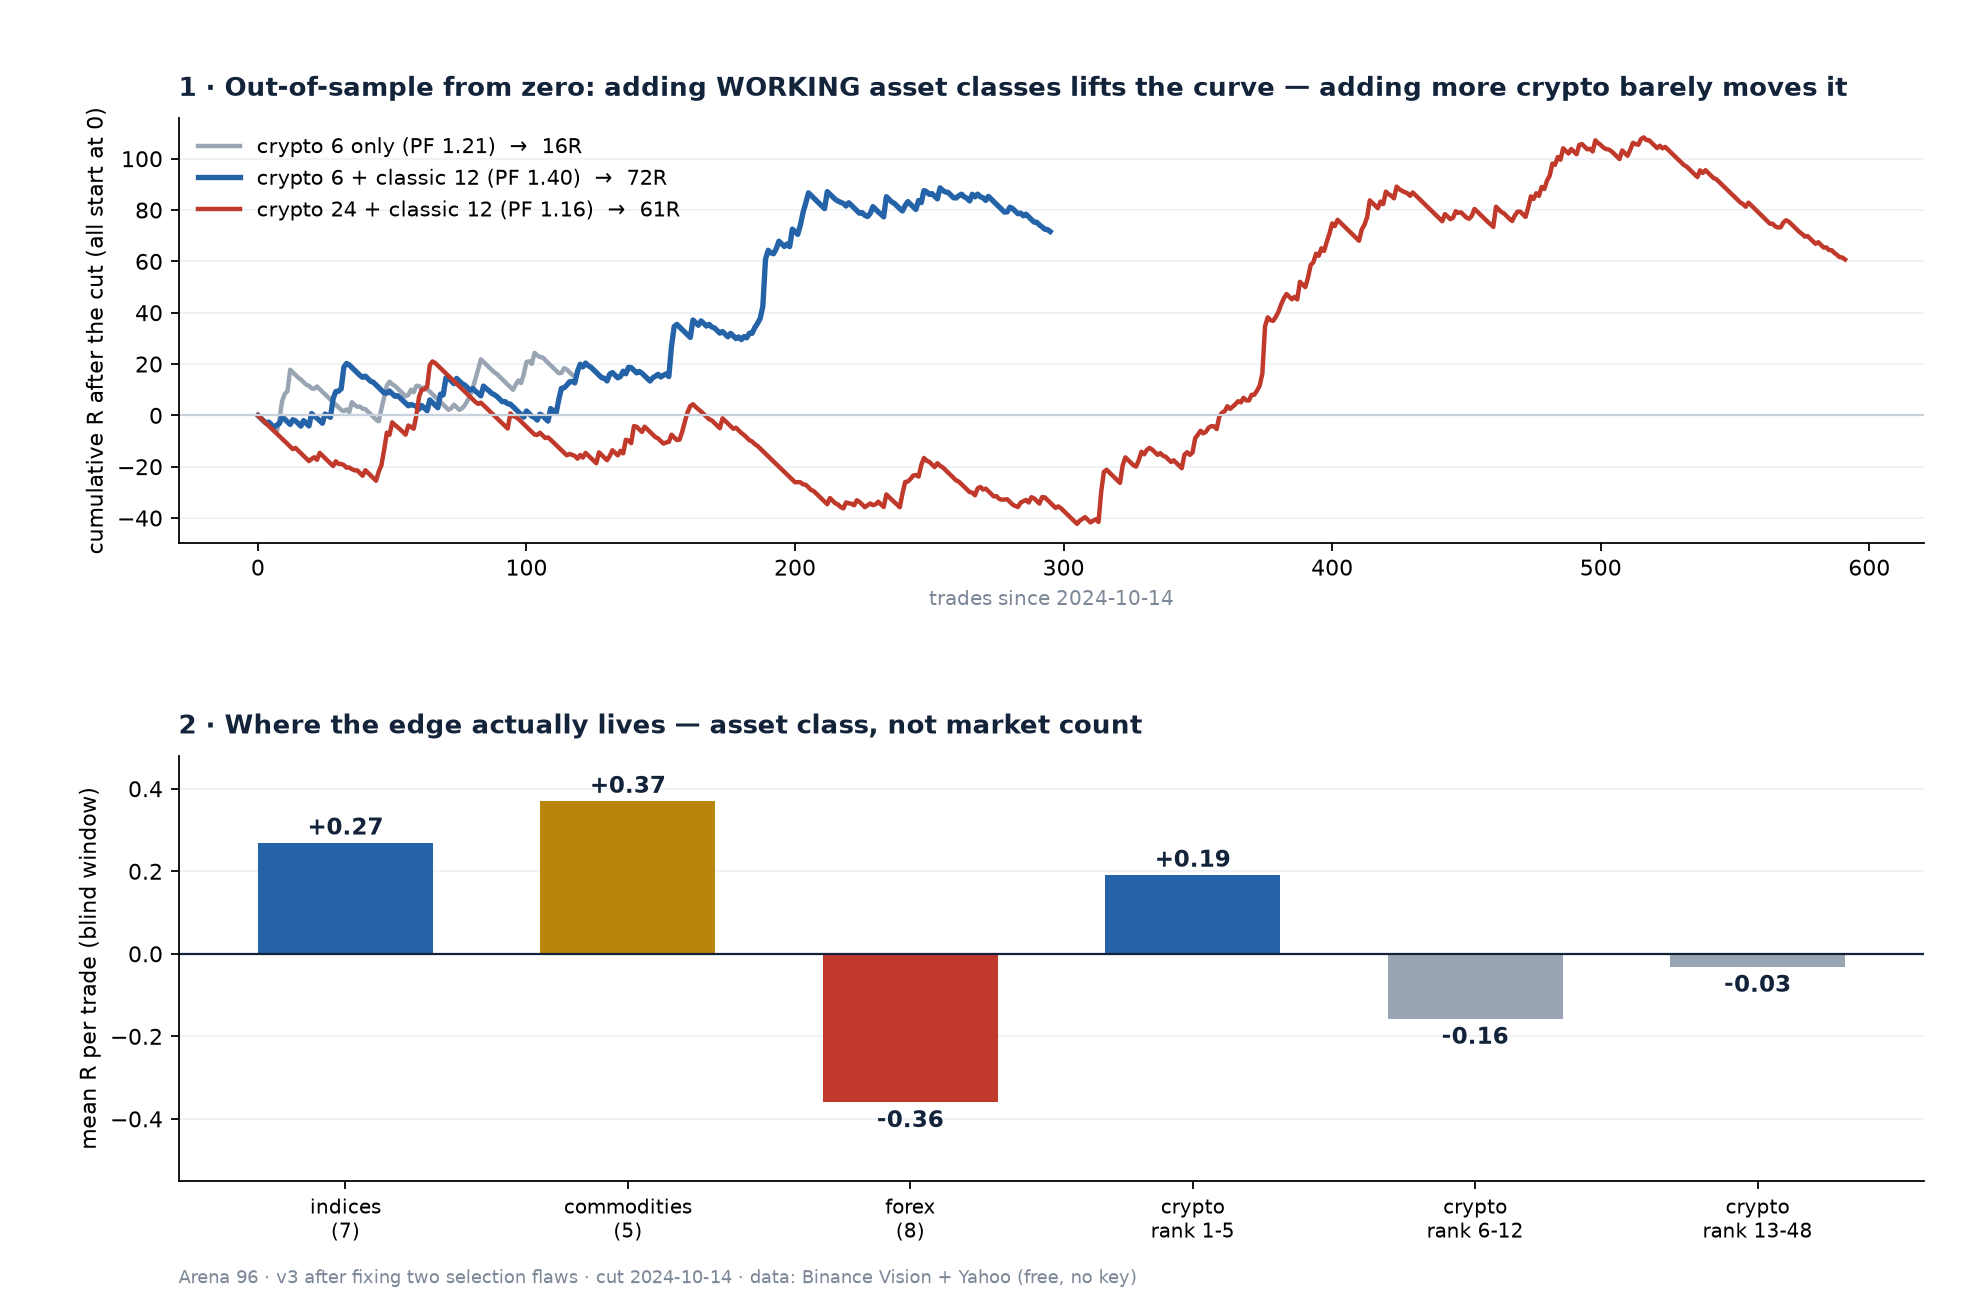 1 · Out-of-sample from zero: adding WORKING asset classes lifts the curve — adding more crypto barely moves it
cumulative R after the cut (all start at 0)
crypto 6 only (PF 1.21) → 16R
crypto 6 + classic 12 (PF 1.40) → 72R
crypto 24 + classic 12 (PF 1.16) → 61R
100
80
60
40
20
0
−20
−40
0 100 200 300 400 500 600
trades since 2024-10-14
2 · Where the edge actually lives — asset class, not market count
mean R per trade (blind window)
0.4
0.2
0.0
−0.2
−0.4
+0.27
+0.37
-0.36
+0.19
-0.16
-0.03
indices
(7)
commodities
(5)
forex
(8)
crypto
rank 1-5
crypto
rank 6-12
crypto
rank 13-48
Arena 96 · v3 after fixing two selection flaws · cut 2024-10-14 · data: Binance Vision + Yahoo (free, no key)